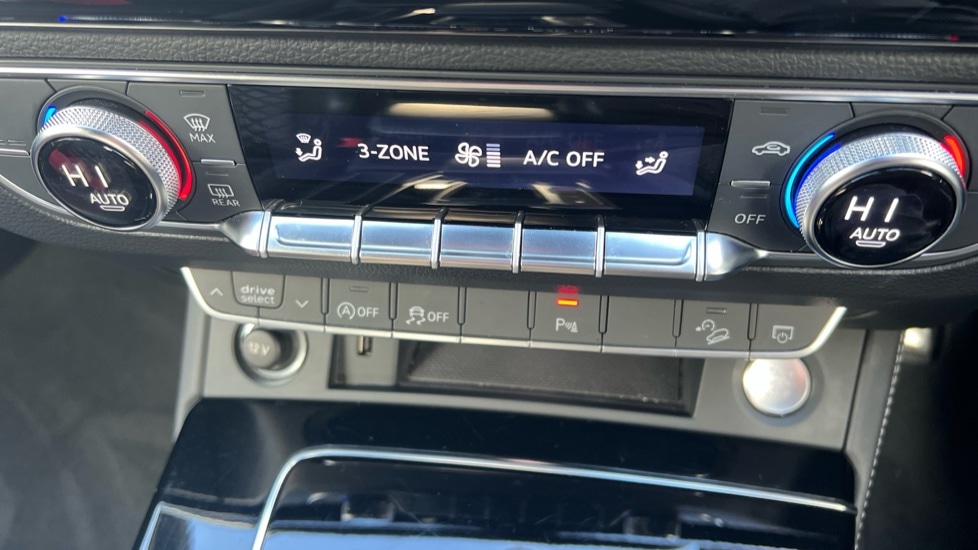 MAX
REAR
HI
AUTO
3-ZONE
A/C OFF
OFF
HI
AUTO
drive
select
A OFF
OFF
P
12V